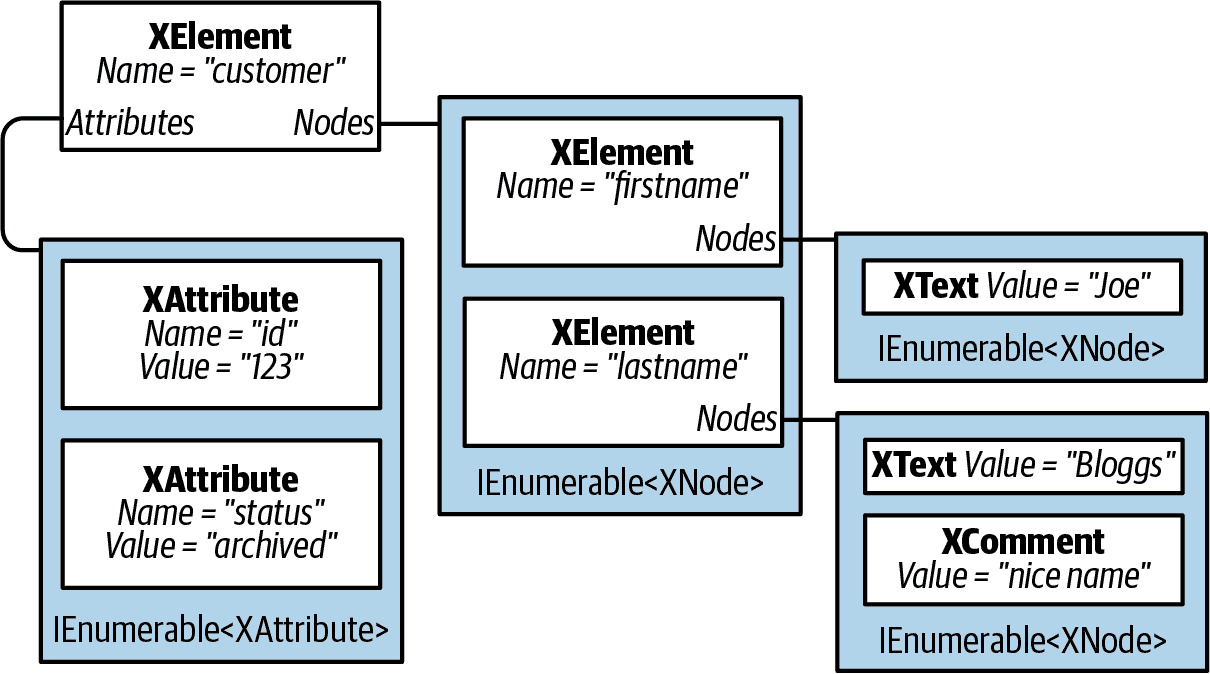 XElement
Name = "customer"
Attributes Nodes
XElement
Name = "firstname"
Nodes
XElement
Name = "lastname"
Nodes
IEnumerable<XNode>
XAttribute
Name = "id"
Value = "123"
XAttribute
Name = "status"
Value = "archived"
IEnumerable<XAttribute>
XText Value = "Joe"
IEnumerable<XNode>
XText Value = "Bloggs"
XComment
Value = "nice name"
IEnumerable<XNode>